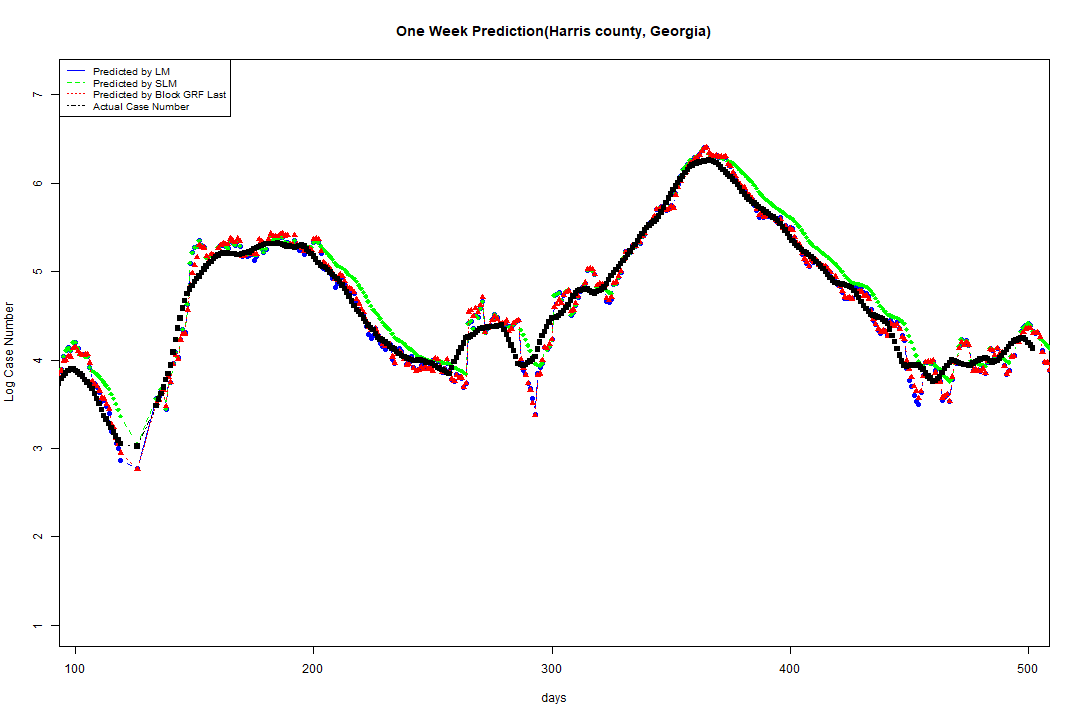 One Week Prediction(Harris county, Georgia)
Predicted by LM
Predicted by SLM
Predicted by Block GRF Last
Actual Case Number
7
6
5
4
3
2
1
Log Case Number
100 200 300 400 500
days